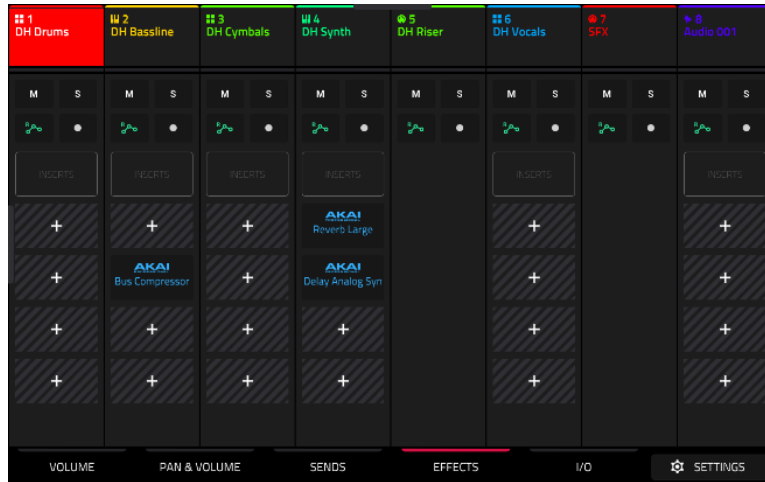 1
DH Drums
2
DH Bassline
3
DH Cymbals
4
DH Synth
5
DH Riser
6
DH Vocals
7
SFX
8
Audio 001
M S M S M S M S M S M S M S M S
R R R R R R R
INSERTS INSERTS INSERTS INSERTS INSERTS INSERTS
+ + + AKAI + +
Reverb Large
+ AKAI + AKAI + +
Bus Compressor Delay Analog Syn
+ + + + + +
+ + + + + +
VOLUME PAN & VOLUME SENDS EFFECTS I/O SETTINGS